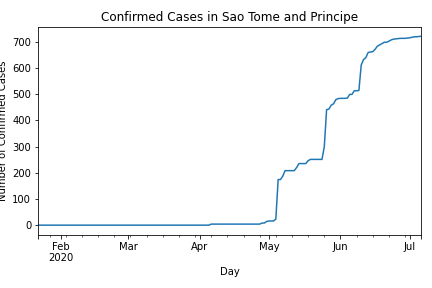 Confirmed Cases in Sao Tome and Principe
Number of Confirmed Cases
700
600
500
400
300
200
100
0
Feb
2020
Mar
Apr
May
Jun
Jul
Day